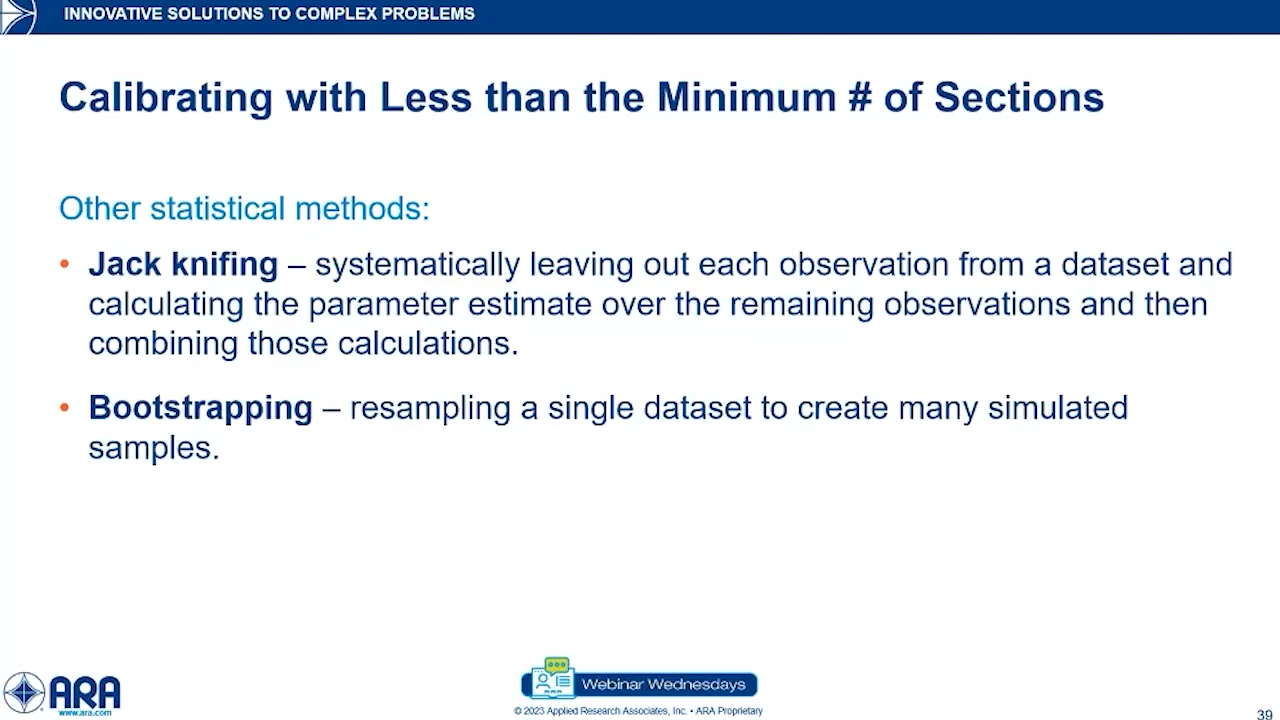 INNOVATIVE SOLUTIONS TO COMPLEX PROBLEMS
Calibrating with Less than the Minimum # of Sections
Other statistical methods:
• Jack knifing – systematically leaving out each observation from a dataset and
calculating the parameter estimate over the remaining observations and then
combining those calculations.
• Bootstrapping – resampling a single dataset to create many simulated
samples.
ARA
www.ara.com
Webinar Wednesdays
© 2023 Applied Research Associates, Inc. • ARA Proprietary
39